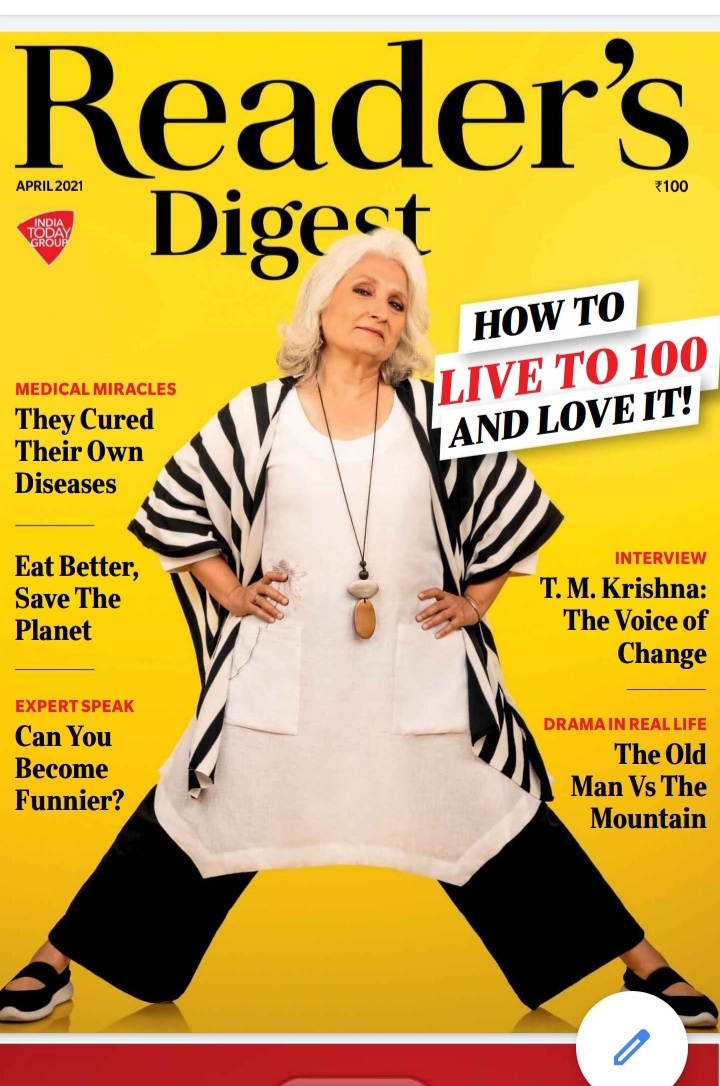 Reader's
Digest
APRIL 2021
₹100
INDIA
TODAY
GROUP
HOW TO
LIVE TO 100
AND LOVE IT!
MEDICAL MIRACLES
They Cured
Their Own
Diseases
Eat Better,
Save The
Planet
EXPERT SPEAK
Can You
Become
Funnier?
INTERVIEW
T. M. Krishna:
The Voice of
Change
DRAMA IN REAL LIFE
The Old
Man Vs The
Mountain